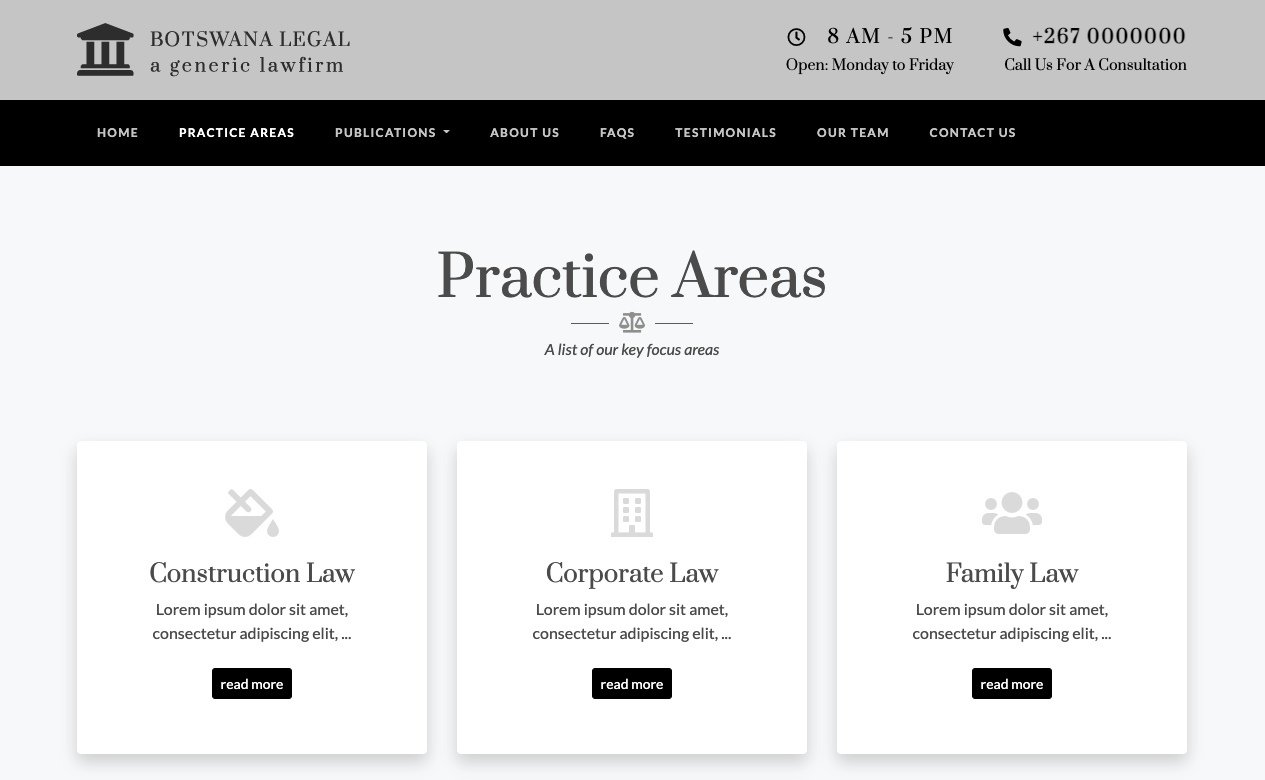 BOTSWANA LEGAL
a generic lawfirm
8 AM - 5 PM
Open: Monday to Friday
+267 0000000
Call Us For A Consultation
HOME PRACTICE AREAS PUBLICATIONS ABOUT US FAQS TESTIMONIALS OUR TEAM CONTACT US
Practice Areas
A list of our key focus areas
Construction Law
Lorem ipsum dolor sit amet,
consectetur adipiscing elit, ...
read more
Corporate Law
Lorem ipsum dolor sit amet,
consectetur adipiscing elit, ...
read more
Family Law
Lorem ipsum dolor sit amet,
consectetur adipiscing elit, ...
read more